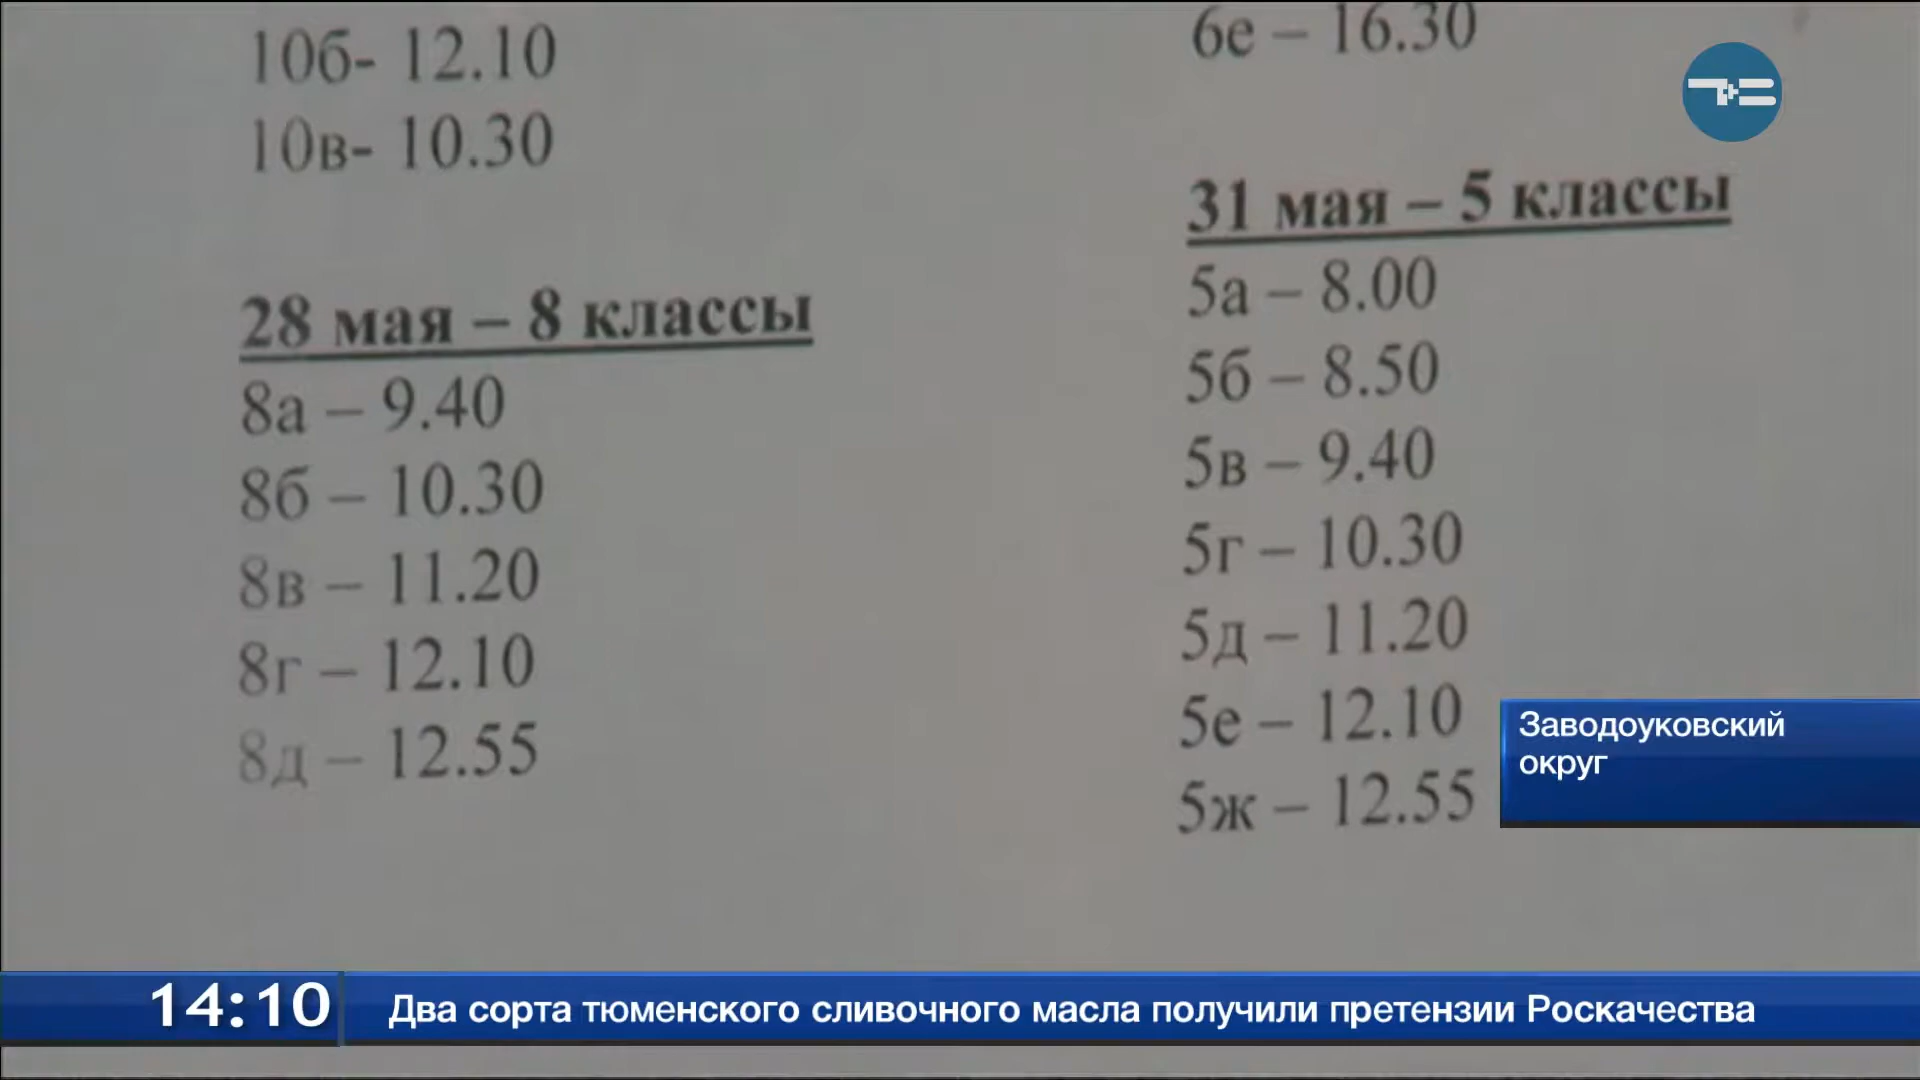 10б- 12.10
10в- 10.30
28 мая – 8 классы
8а – 9.40
8б – 10.30
8в – 11.20
8г – 12.10
8д – 12.55
6е – 16.30
31 мая – 5 классы
5а – 8.00
5б – 8.50
5в – 9.40
5г – 10.30
5д – 11.20
5е – 12.10
5ж – 12.55
Заводоуковский
округ
14:10
Два сорта тюменского сливочного масла получили претензии Роскачества